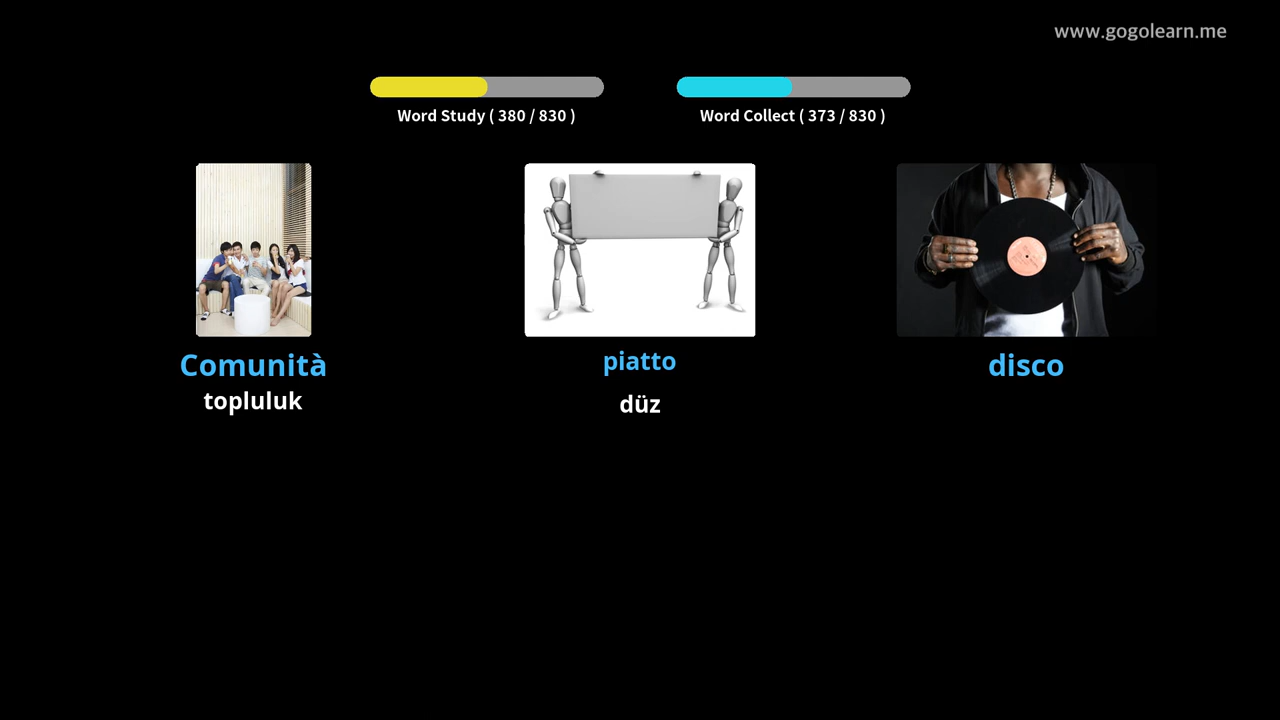 www.gogolearn.me
Word Study ( 380 / 830 )
Word Collect ( 373 / 830 )
Comunità
topluluk
piatto
düz
disco